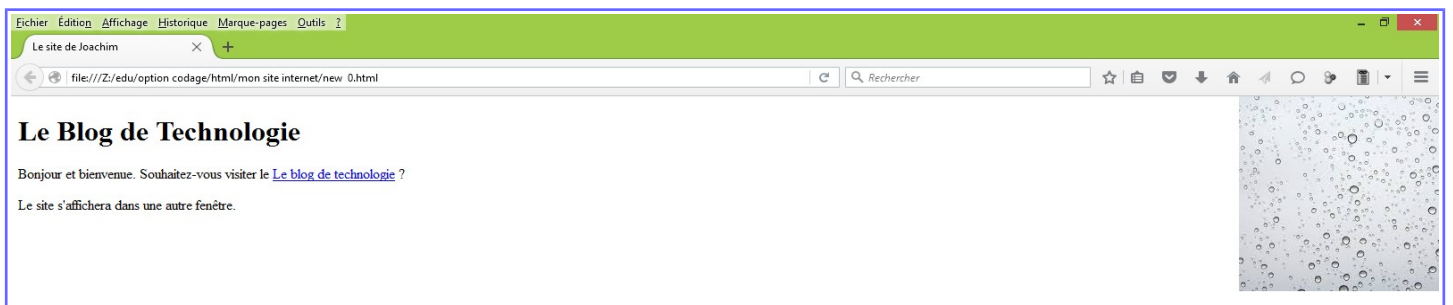 Fichier Édition Affichage Historique Marque-pages Outils ?
Le site de Joachim
file:///Z:/edu/option codage/html/mon site internet/new 0.html
Rechercher
Le Blog de Technologie
Bonjour et bienvenue. Souhaitez-vous visiter le Le blog de technologie ?
Le site s'affichera dans une autre fenêtre.